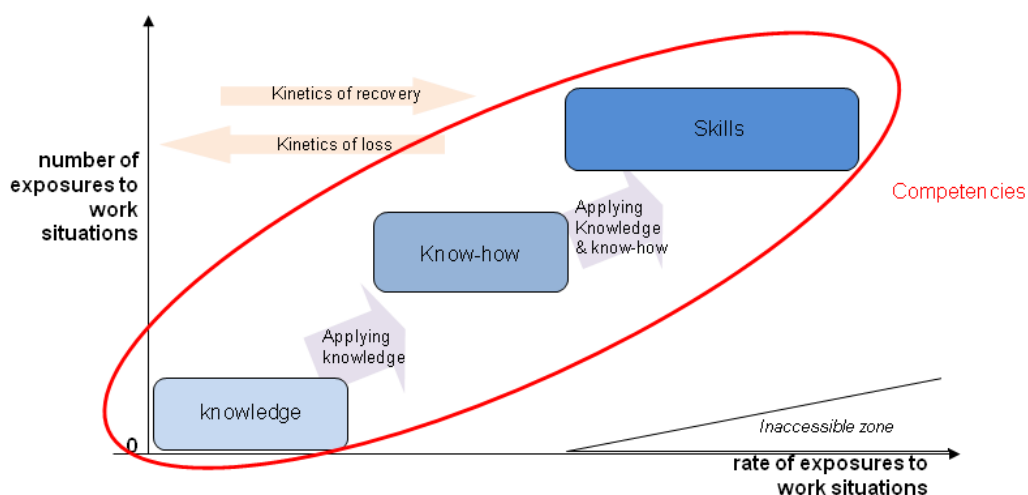 Kinetics of recovery
Kinetics of loss
number of
exposures to
work
situations
Skills
Competencies
Applying
Knowledge
& know-how
Know-how
Applying
knowledge
knowledge
0
Inaccessible zone
rate of exposures to
work situations